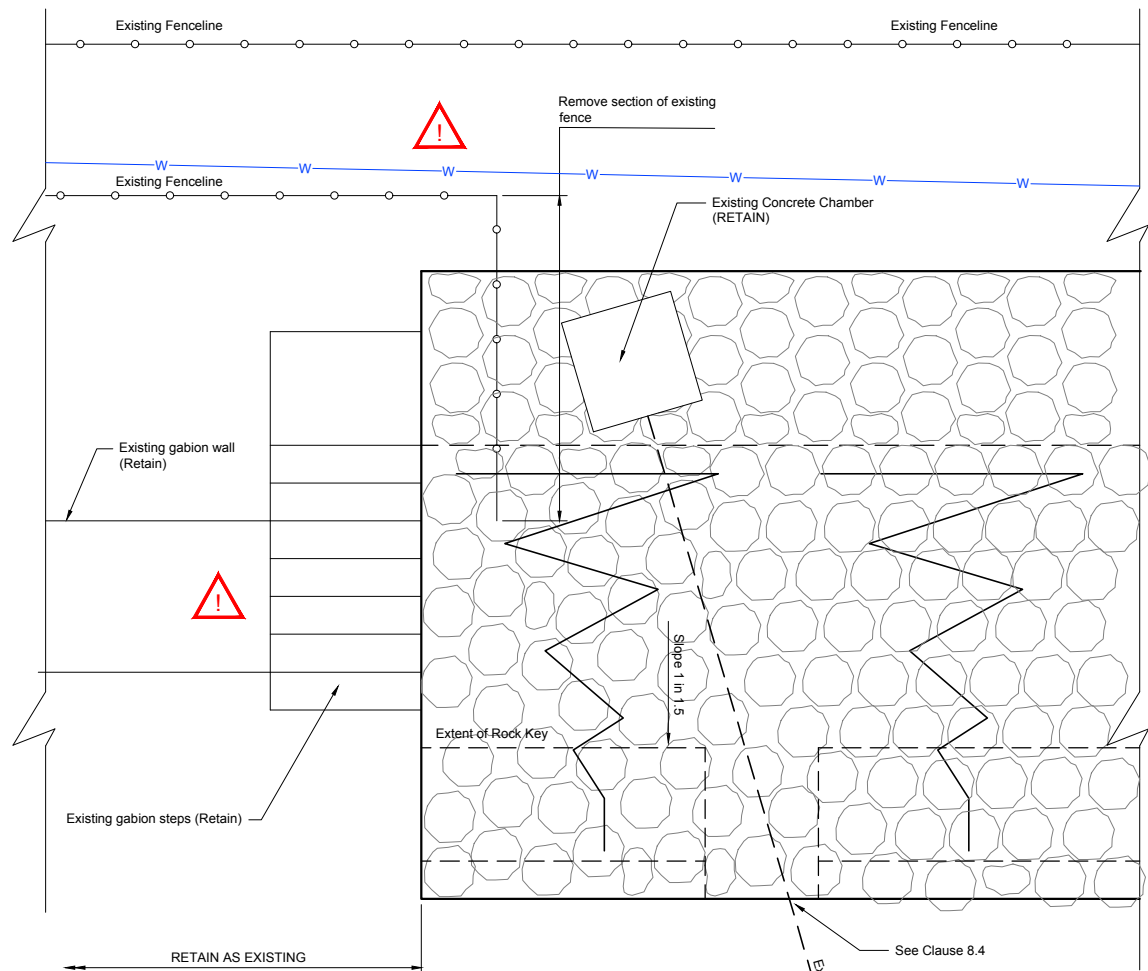 Existing Fenceline
Existing Fenceline
Remove section of existing
fence
!
W W W W W W W
Existing Fenceline
Existing Concrete Chamber
(RETAIN)
Existing gabion wall
(Retain)
!
Slope 1 in 1.5
Extent of Rock Key
Existing gabion steps (Retain)
See Clause 8.4
RETAIN AS EXISTING